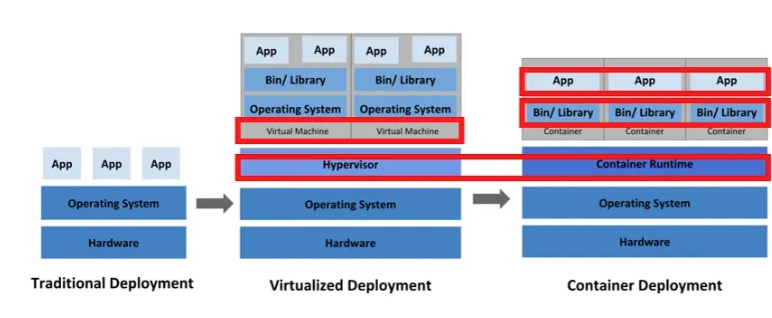 App App App
Operating System
Hardware
Traditional Deployment
App App App App
Bin/ Library Bin/ Library
Operating System Operating System
Virtual Machine Virtual Machine
Hypervisor
Operating System
Hardware
Virtualized Deployment
App App App
Bin/ Library Bin/ Library Bin/ Library
Container Container Container
Container Runtime
Operating System
Hardware
Container Deployment